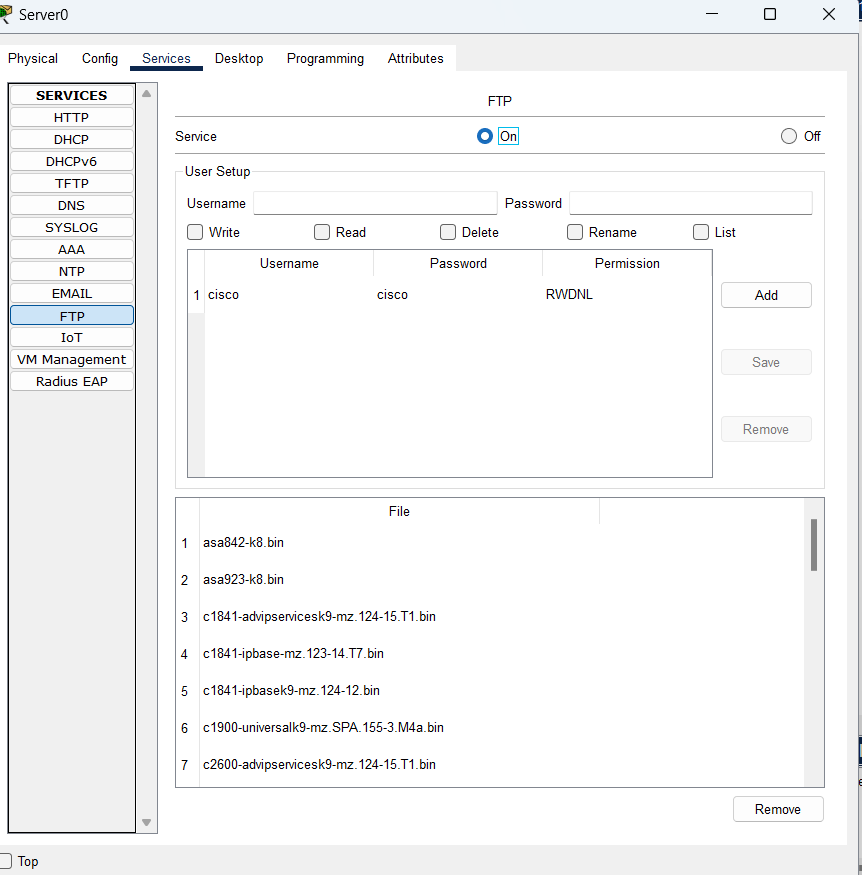 Server0
Physical Config Services Desktop Programming Attributes
SERVICES
HTTP
DHCP
DHCPv6
TFTP
DNS
SYSLOG
AAA
NTP
EMAIL
FTP
IoT
VM Management
Radius EAP
FTP
Service On Off
User Setup
Username Password
Write Read Delete Rename List
Username Password Permission
1 cisco cisco RWDNL
Add
Save
Remove
File
1 asa842-k8.bin
2 asa923-k8.bin
3 c1841-advipservicesk9-mz.124-15.T1.bin
4 c1841-ipbase-mz.123-14.T7.bin
5 c1841-ipbasek9-mz.124-12.bin
6 c1900-universalk9-mz.SPA.155-3.M4a.bin
7 c2600-advipservicesk9-mz.124-15.T1.bin
Remove
Top